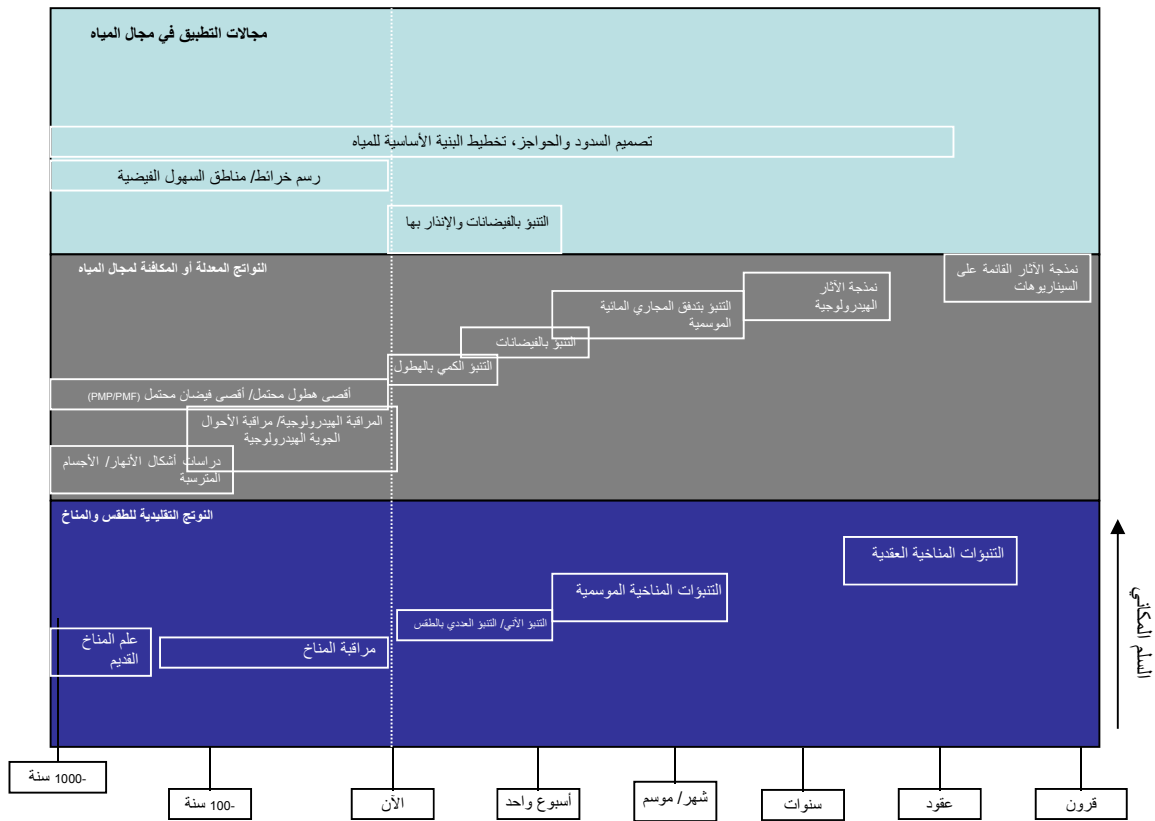 مجالات التطبيق في مجال المياه
تصميم السدود والحواجز، تخطيط البنية الأساسية للمياه
رسم خرائط/ مناطق السهول الفيضية
التنبؤ بالفيضانات والإنذار بها
النواتج المعدلة أو المكافئة لمجال المياه
نمذجة الآثار القائمة على
السيناريوهات
نمذجة الآثار
الهيدرولوجية
التنبؤ بتدفق المجاري المائية
الموسمية
التنبؤ بالفيضانات
التنبؤ الكمي بالهطول
أقصى هطول محتمل/ أقصى فيضان محتمل (PMP/PMF)
المراقبة الهيدرولوجية/ مراقبة الأحوال
الجوية الهيدرولوجية
دراسات أشكال الأنهار/ الأجسام
المترسبة
النوتج التقليدية للطقس والمناخ
التنبؤات المناخية العقدية
التنبؤات المناخية الموسمية
التنبؤ الآني/ التنبؤ العددي بالطقس
مراقبة المناخ
علم المناخ
القديم
السلم المكاني
-1000 سنة
-100 سنة
الآن
أسبوع واحد
شهر/ موسم
سنوات
عقود
قرون